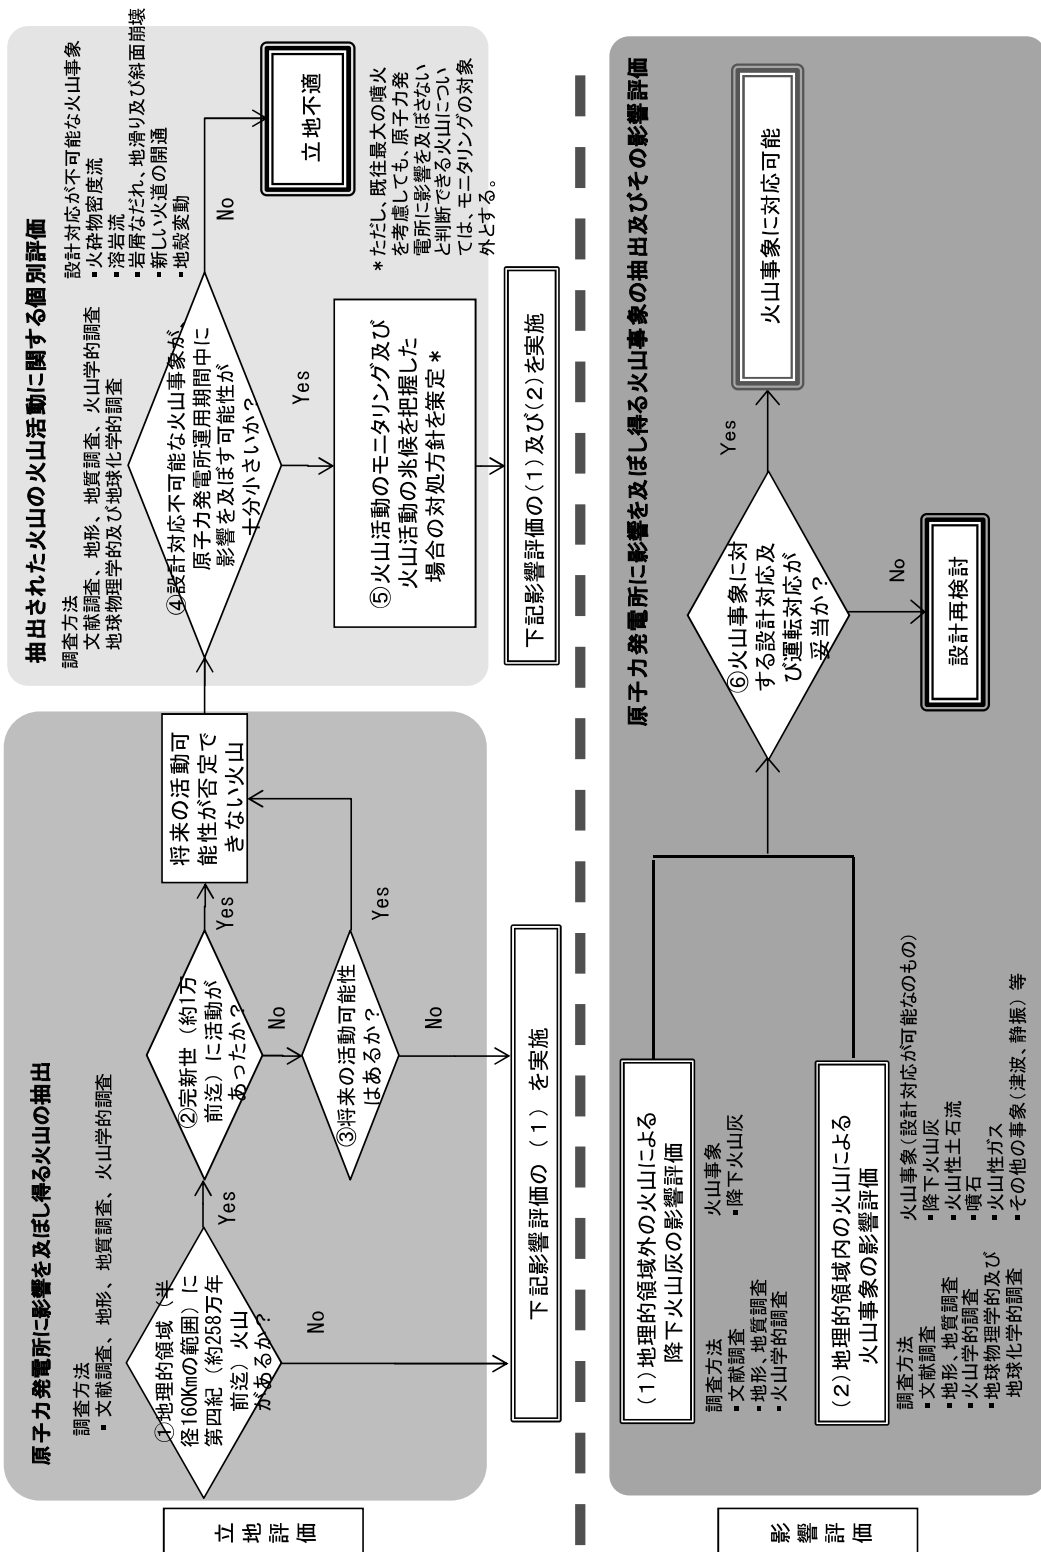 立地評価
原子力発電所に影響を及ぼし得る火山の抽出
調査方法
・文献調査、地形、地質調査、火山学的調査
①地理的領域（半
径160Kmの範囲）に
第四紀（約258万年
前迄）火山
があるか？
Yes
No
②完新世（約1万
前迄）に活動が
あったか？
Yes
No
③将来の活動可能性
はあるか？
Yes
No
将来の活動可
能性が否定で
きない火山
下記影響評価の（１）を実施
抽出された火山の火山活動に関する個別評価
調査方法
文献調査、地形、地質調査、火山学的調査
地球物理学的及び地球化学的調査
設計対応が不可能な火山事象
・火砕物密度流
・溶岩流
・岩屑なだれ、地滑り及び斜面崩壊
・新しい火道の開通
・地殻変動
④設計対応不可能な火山事象が、
原子力発電所運用期間中に
影響を及ぼす可能性が
十分小さいか？
No
Yes
立地不適
⑤火山活動のモニタリング及び
火山活動の兆候を把握した
場合の対処方針を策定＊
＊ただし、既往最大の噴火
を考慮しても、原子力発
電所に影響を及ぼさない
と判断できる火山につい
ては、モニタリングの対象
外とする。
下記影響評価の（１）及び（２）を実施
影響評価
原子力発電所に影響を及ぼし得る火山事象の抽出及びその影響評価
（１）地理的領域外の火山による
降下火山灰の影響評価
調査方法
・文献調査
・地形、地質調査
・火山学的調査
火山事象
・降下火山灰
（２）地理的領域内の火山による
火山事象の影響評価
調査方法
・文献調査
・地形、地質調査
・火山学的調査
・地球物理学的及び
地球化学的調査
火山事象（設計対応が可能なのもの）
・降下火山灰
・火山性土石流
・噴石
・火山性ガス
・その他の事象（津波、静振）等
⑥火山事象に対
する設計対応及
び運転対応が
妥当か？
Yes
No
火山事象に対応可能
設計再検討